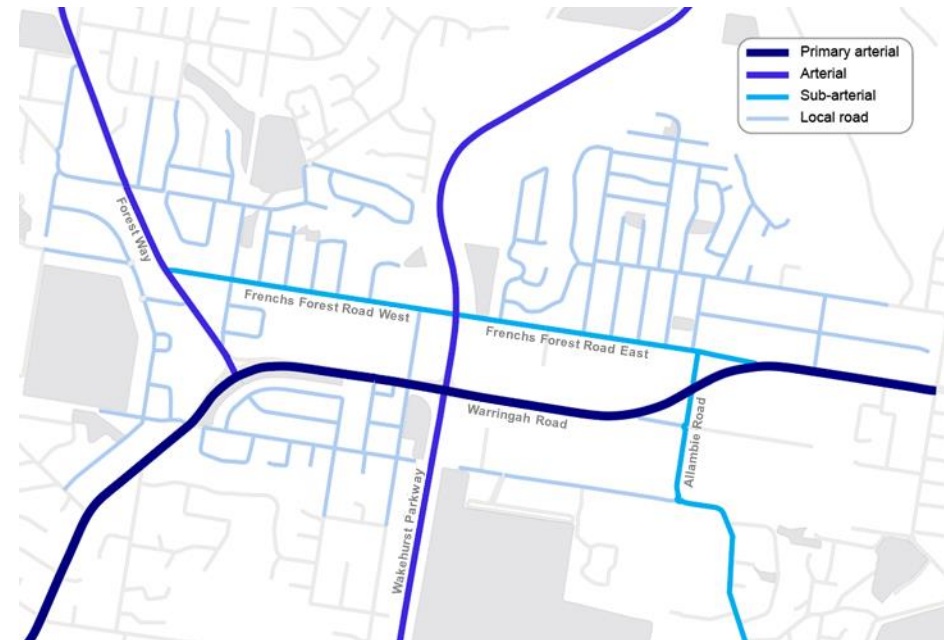 Primary arterial
Arterial
Sub-arterial
Local road
Forest Way
Frenchs Forest Road West
Frenchs Forest Road East
Warringah Road
Allambie Road
Wakehurst Parkway